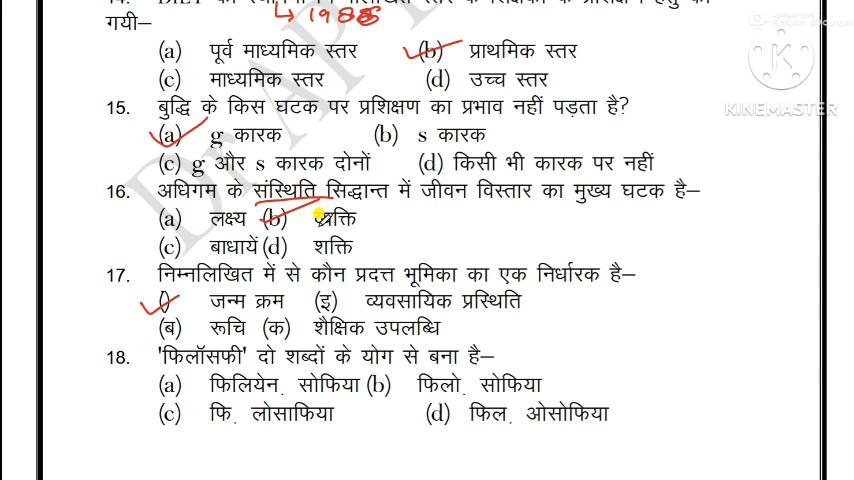 गयी–
↳ 1988
(a) पूर्व माध्यमिक स्तर (b) प्राथमिक स्तर
(c) माध्यमिक स्तर (d) उच्च स्तर
15. बुद्धि के किस घटक पर प्रशिक्षण का प्रभाव नहीं पड़ता है?
(a) g कारक (b) s कारक
(c) g और s कारक दोनों (d) किसी भी कारक पर नहीं
16. अधिगम के संस्थिति सिद्धान्त में जीवन विस्तार का मुख्य घटक है–
(a) लक्ष्य (b) व्यक्ति
(c) बाधायें (d) शक्ति
17. निम्नलिखित में से कौन प्रदत्त भूमिका का एक निर्धारक है–
() जन्म क्रम (इ) व्यवसायिक प्रस्थिति
(ब) रूचि (क) शैक्षिक उपलब्धि
18. 'फिलॉसफी' दो शब्दों के योग से बना है–
(a) फिलियेन. सोफिया (b) फिलो. सोफिया
(c) फि. लोसाफिया (d) फिल. ओसोफिया
KINEMASTER